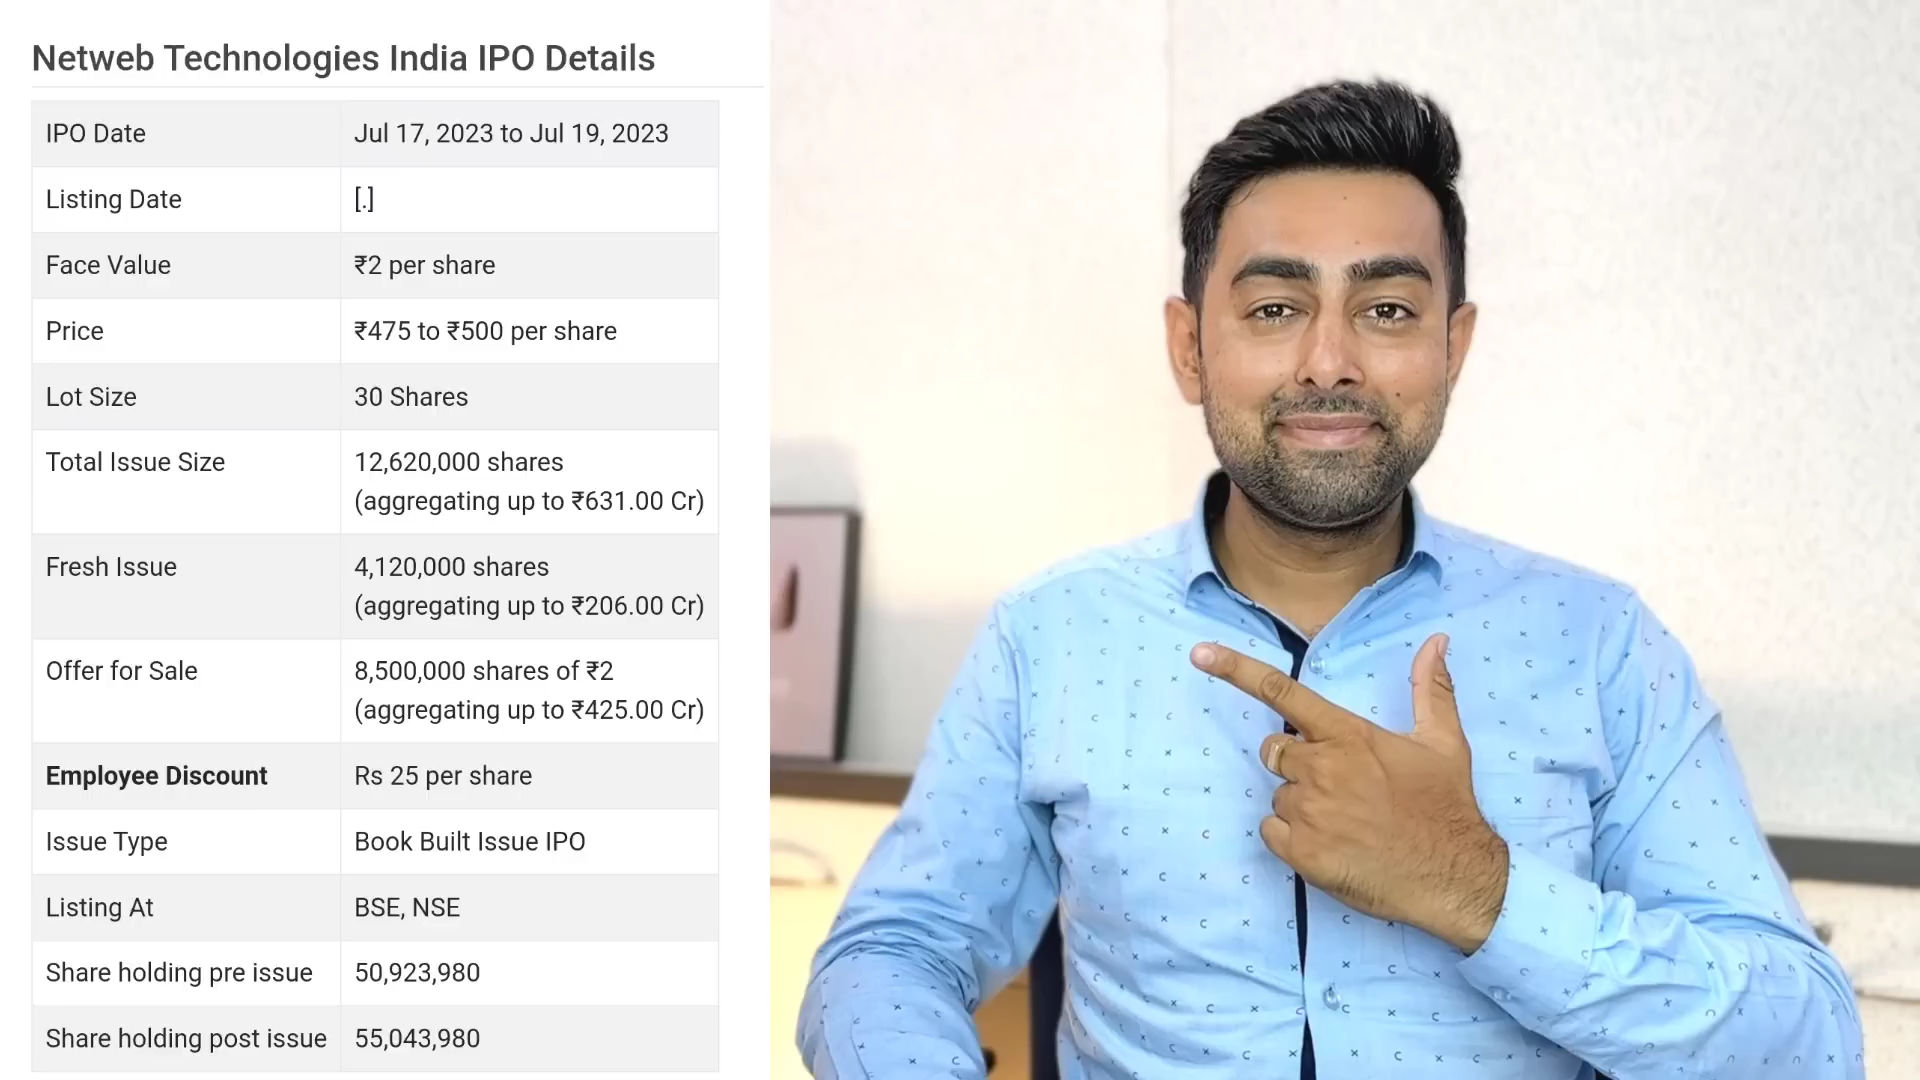 Netweb Technologies India IPO Details
IPO Date Jul 17, 2023 to Jul 19, 2023
Listing Date [.]
Face Value ₹2 per share
Price ₹475 to ₹500 per share
Lot Size 30 Shares
Total Issue Size 12,620,000 shares
(aggregating up to ₹631.00 Cr)
Fresh Issue 4,120,000 shares
(aggregating up to ₹206.00 Cr)
Offer for Sale 8,500,000 shares of ₹2
(aggregating up to ₹425.00 Cr)
Employee Discount Rs 25 per share
Issue Type Book Built Issue IPO
Listing At BSE, NSE
Share holding pre issue 50,923,980
Share holding post issue 55,043,980